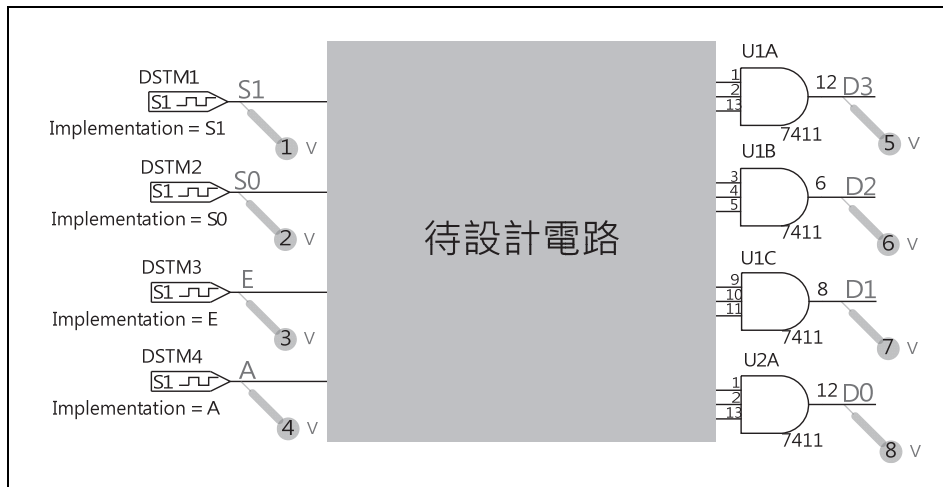 DSTM1
S1
S1
Implementation = S1
1 V
DSTM2
S1
S0
Implementation = S0
2 V
DSTM3
S1
E
Implementation = E
3 V
DSTM4
S1
A
Implementation = A
4 V
待設計電路
U1A
1
2
13
12 D3
7411
5 V
U1B
3
4
5
6 D2
7411
6 V
U1C
9
10
11
8 D1
7411
7 V
U2A
1
2
13
12 D0
7411
8 V